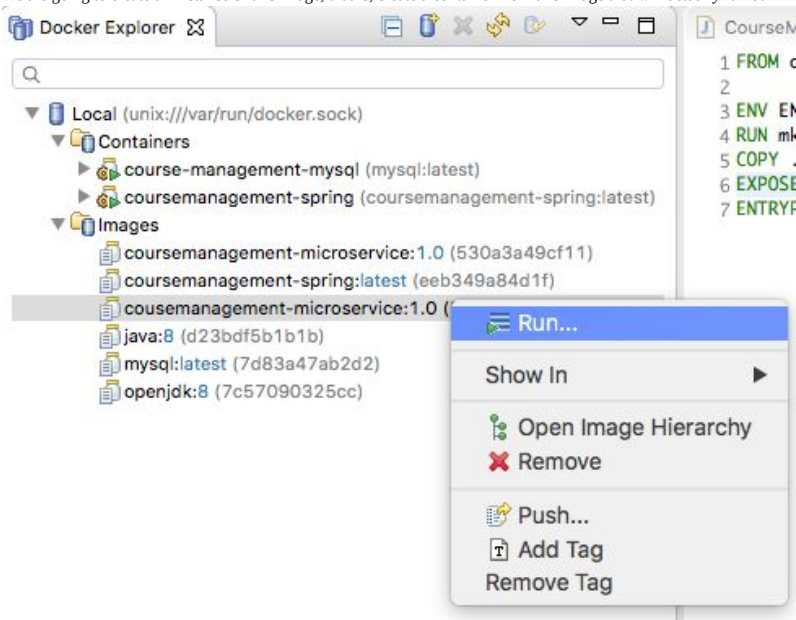 Docker Explorer
CourseM
Local (unix:///var/run/docker.sock)
Containers
course-management-mysql (mysql:latest)
coursemanagement-spring (coursemanagement-spring:latest)
Images
coursemanagement-microservice:1.0 (530a3a49cf11)
coursemanagement-spring:latest (eeb349a84d1f)
cousemanagement-microservice:1.0 (
java:8 (d23bdf5b1b1b)
mysql:latest (7d83a47ab2d2)
openjdk:8 (7c57090325cc)
Run...
Show In
Open Image Hierarchy
Remove
Push...
Add Tag
Remove Tag
1 FROM
2
3 ENV EN
4 RUN mk
5 COPY .
6 EXPOSE
7 ENTRYP